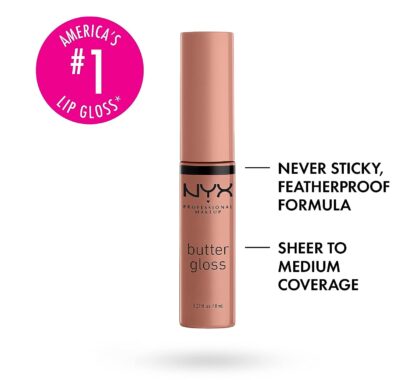 AMERICA'S
#1
LIP GLOSS*
NEVER STICKY,
FEATHERPROOF
FORMULA
NYX
PROFESSIONAL
MAKEUP
SHEER TO
MEDIUM
COVERAGE
butter
gloss